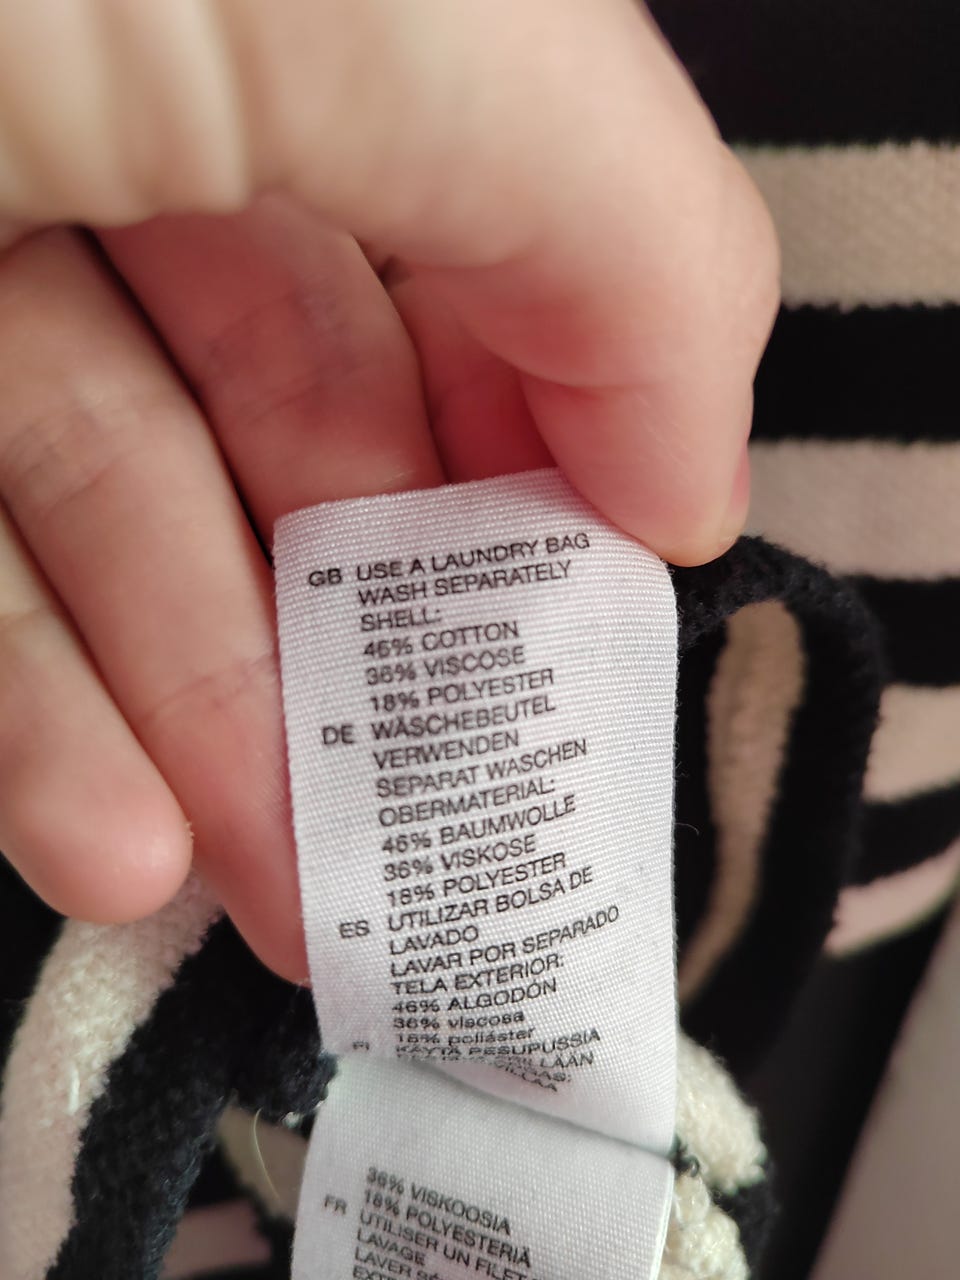 GB USE A LAUNDRY BAG
WASH SEPARATELY
SHELL:
46% COTTON
36% VISCOSE
18% POLYESTER
DE WÄSCHEBEUTEL
VERWENDEN
SEPARAT WASCHEN
OBERMATERIAL:
46% BAUMWOLLE
36% VISKOSE
18% POLYESTER
ES UTILIZAR BOLSA DE
LAVADO
LAVAR POR SEPARADO
TELA EXTERIOR:
46% ALGODÓN
36% viscosa
18% poliéster
FI KÄYTÄ PESUPUSSIA
36% VISKOOSIA
18% POLYESTERIÄ
FR UTILISER UN FILET
LAVAGE
LAVER